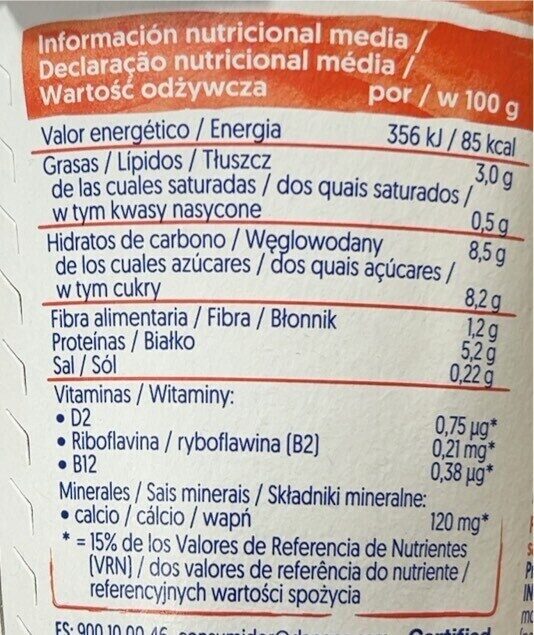 Información nutricional media /
Declaração nutricional média /
Wartość odżywcza por / w 100 g
Valor energético / Energia 356 kJ / 85 kcal
Grasas / Lípidos / Tłuszcz 3,0 g
de las cuales saturadas / dos quais saturados /
w tym kwasy nasycone 0,5 g
Hidratos de carbono / Węglowodany 8,5 g
de los cuales azúcares / dos quais açúcares /
w tym cukry 8,2 g
Fibra alimentaria / Fibra / Błonnik 1,2 g
Proteínas / Białko 5,2 g
Sal / Sól 0,22 g
Vitaminas / Witaminy:
• D2 0,75 µg*
• Riboflavina / ryboflawina (B2) 0,21 mg*
• B12 0,38 µg*
Minerales / Sais minerais / Składniki mineralne:
• calcio / cálcio / wapń 120 mg*
* = 15% de los Valores de Referencia de Nutrientes
(VRN) / dos valores de referência do nutriente /
referencyjnych wartości spożycia